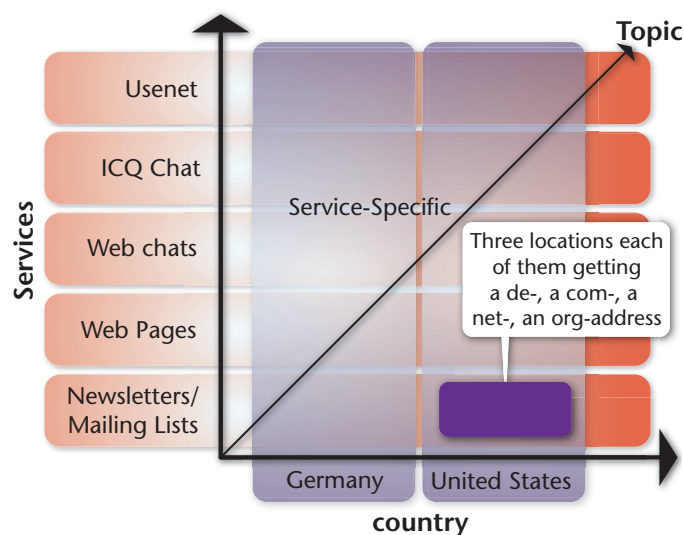 Topic
Usenet
ICQ Chat
Service-Specific
Services
Web chats
Three locations each
of them getting
a de-, a com-, a
net-, an org-address
Web Pages
Newsletters/
Mailing Lists
Germany
United States
country